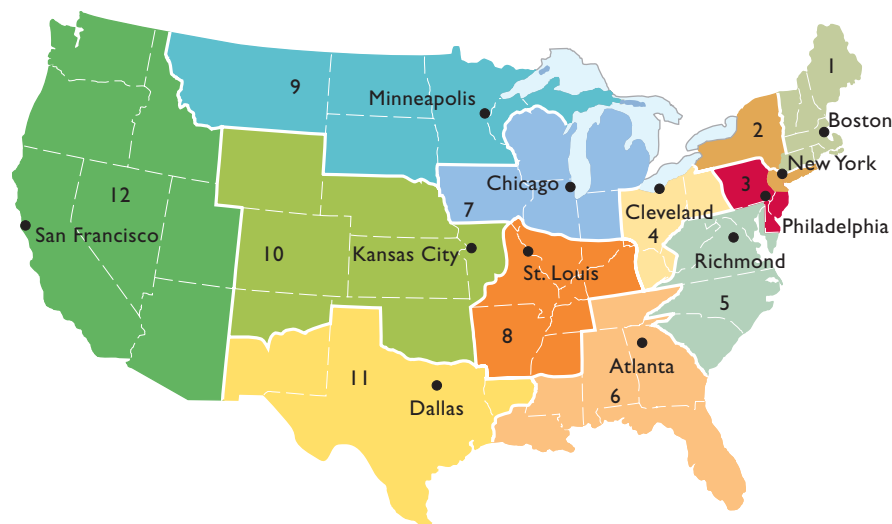 1
9
Minneapolis
Boston
2
New York
3
12
Chicago
7
Cleveland
4
Philadelphia
San Francisco
10
Kansas City
St. Louis
Richmond
5
8
11
Atlanta
6
Dallas